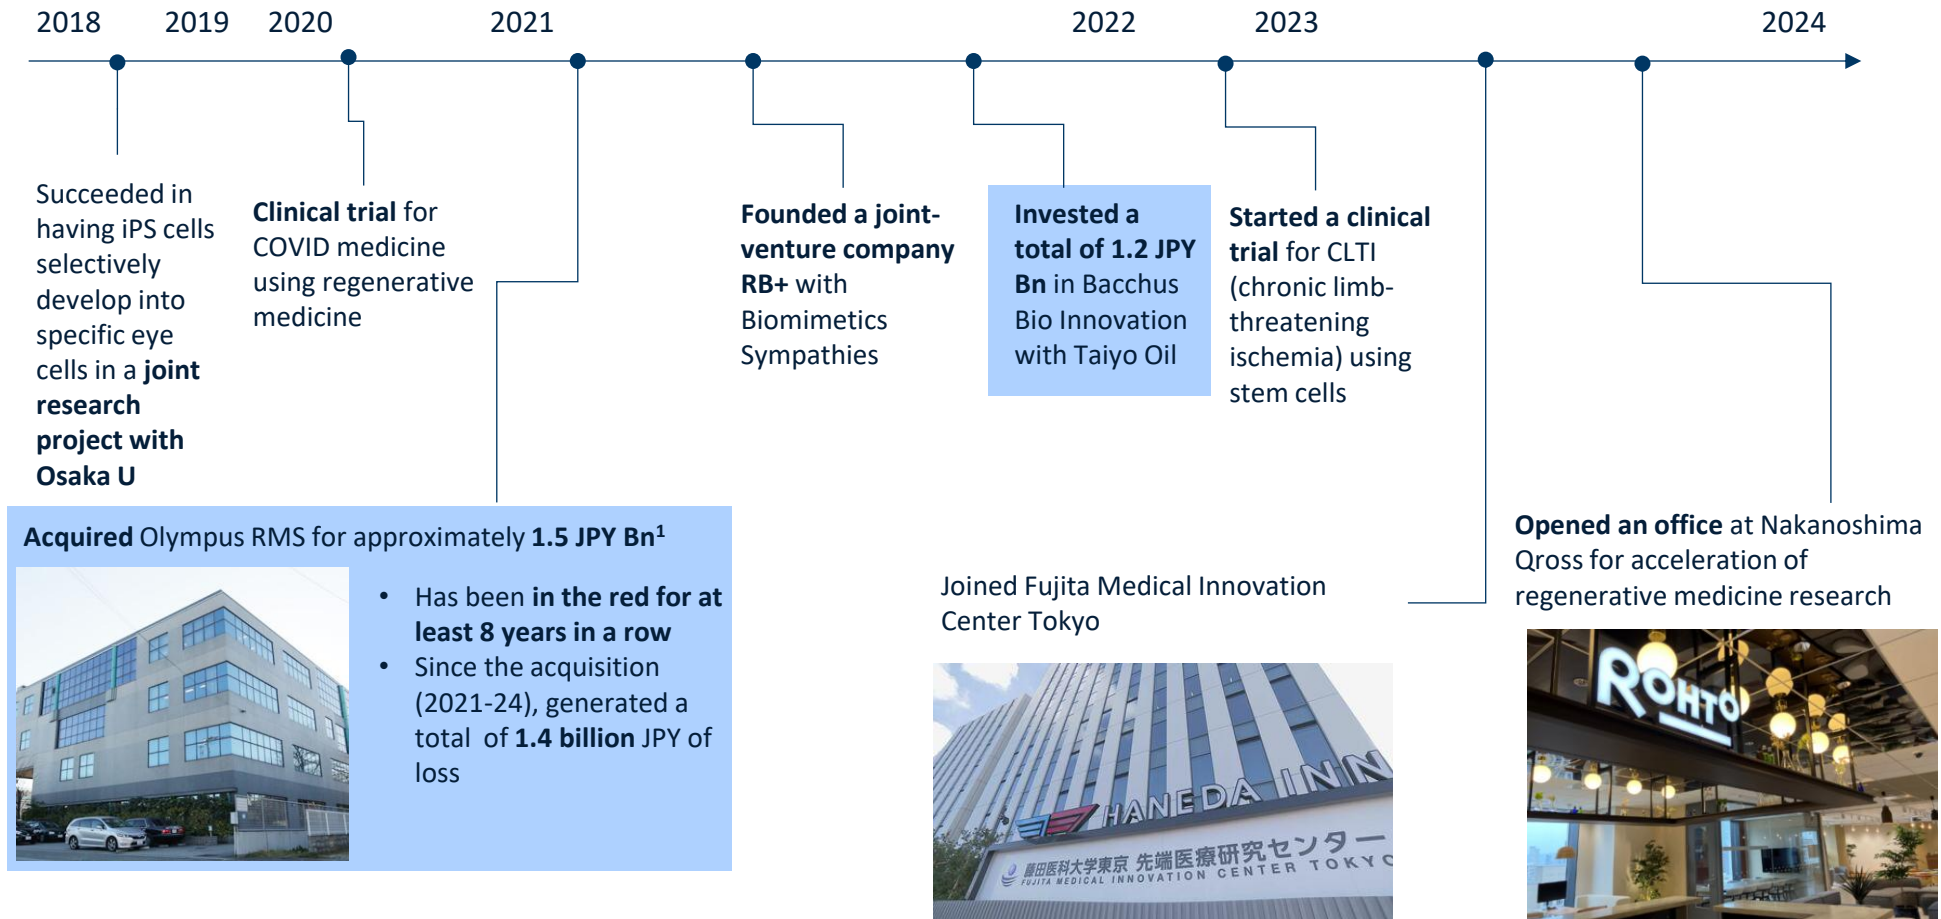 2018 2019 2020 2021 2022 2023 2024
Succeeded in
having iPS cells
selectively
develop into
specific eye
cells in a joint
research
project with
Osaka U
Clinical trial for
COVID medicine
using regenerative
medicine
Acquired Olympus RMS for approximately 1.5 JPY Bn¹
• Has been in the red for at
least 8 years in a row
• Since the acquisition
(2021-24), generated a
total of 1.4 billion JPY of
loss
Founded a joint-
venture company
RB+ with
Biomimetics
Sympathies
Invested a
total of 1.2 JPY
Bn in Bacchus
Bio Innovation
with Taiyo Oil
Started a clinical
trial for CLTI
(chronic limb-
threatening
ischemia) using
stem cells
Joined Fujita Medical Innovation
Center Tokyo
HANEDA INN
藤田医科大学東京 先端医療研究センター
FUJITA MEDICAL INNOVATION CENTER TOKYO
Opened an office at Nakanoshima
Qross for acceleration of
regenerative medicine research
ROHTO